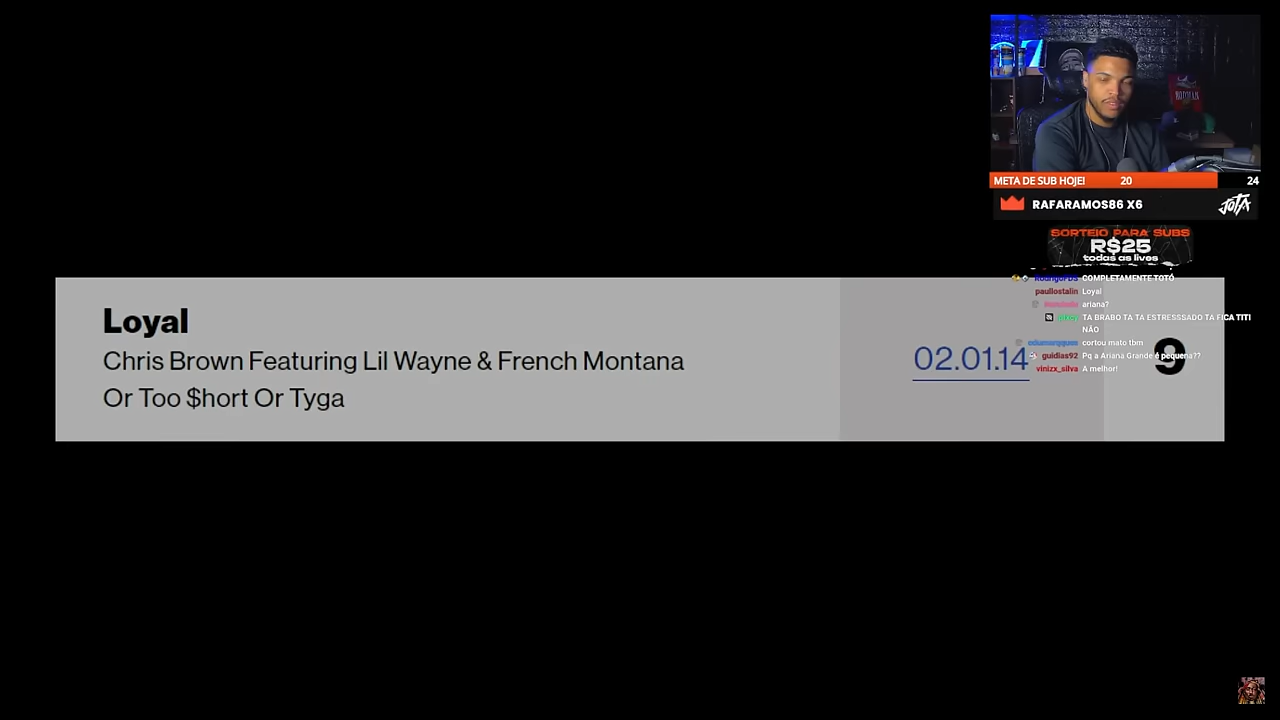 META DE SUB HOJE! 20 24
RAFARAMOS86 X6
JOTA
SORTEIO PARA SUBS
R$25
todas as lives
RodrigoFDS COMPLETAMENTE TOTÓ
paullostalin Loyal
ariana?
TA BRABO TA TA ESTRESSSADO TA FICA TITI
NÃO
cortou mato tbm
guidias92 Pq a Ariana Grande é pequena??
vinizx_silva A melhor!
Loyal
Chris Brown Featuring Lil Wayne & French Montana
Or Too $hort Or Tyga
02.01.14
9